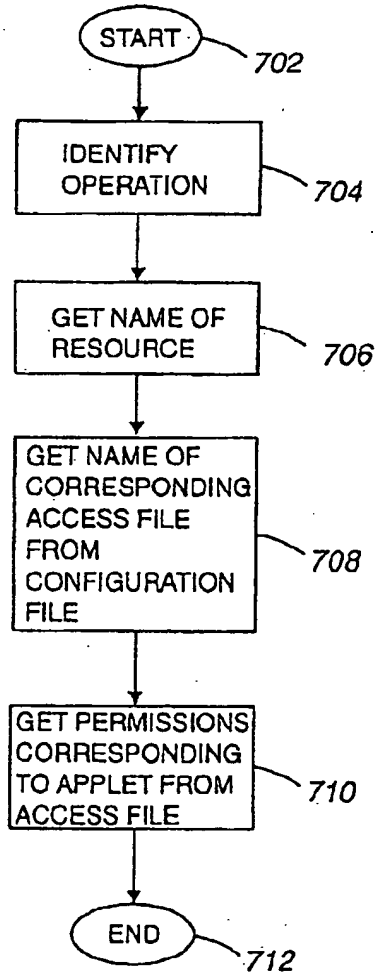 START
702
IDENTIFY
OPERATION
704
GET NAME OF
RESOURCE
706
GET NAME OF
CORRESPONDING
ACCESS FILE
FROM
CONFIGURATION
FILE
708
GET PERMISSIONS
CORRESPONDING
TO APPLET FROM
ACCESS FILE
710
END
712